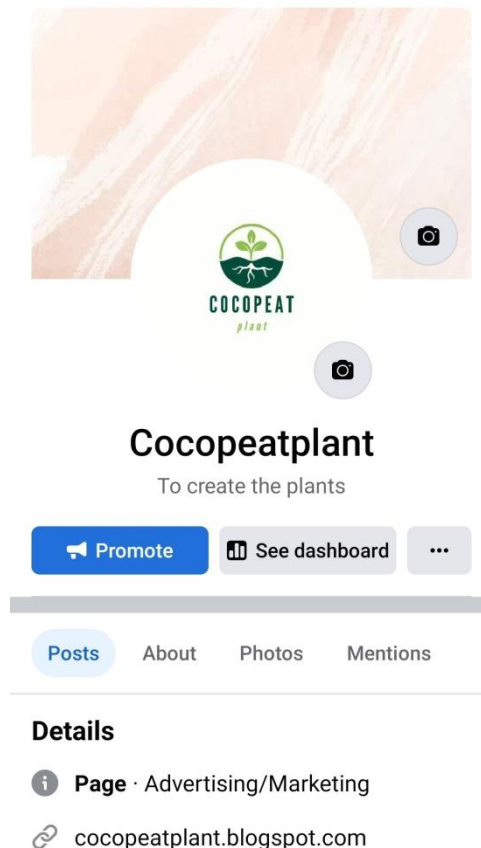 COCOPEAT
plant
Cocopeatplant
To create the plants
Promote
See dashboard
Posts
About
Photos
Mentions
Details
Page · Advertising/Marketing
cocopeatplant.blogspot.com